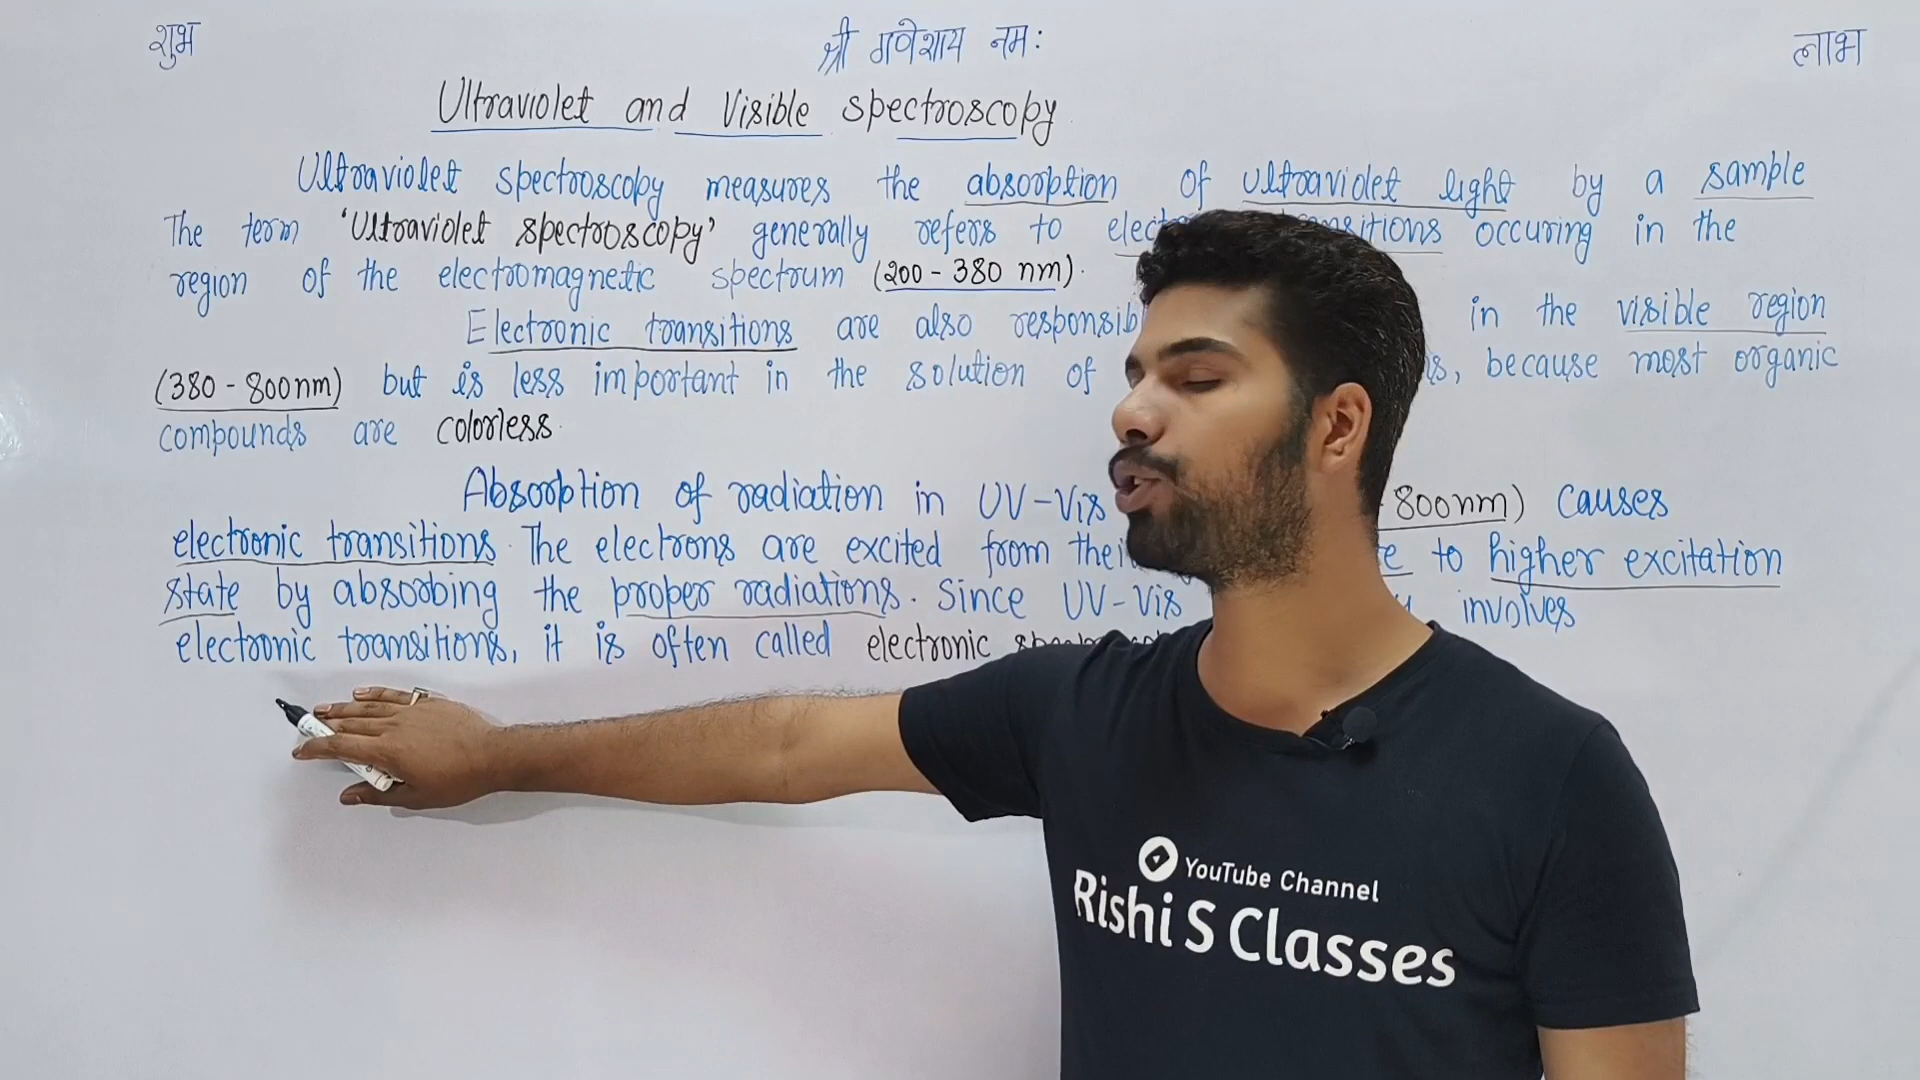 शुभ श्री गणेशाय नमः लाभ
Ultraviolet and Visible spectroscopy
Ultraviolet spectroscopy measures the absorption of ultraviolet light by a sample
The term 'Ultraviolet spectroscopy' generally refers to occuring in the
region of the electromagnetic spectrum (200 - 380 nm).
Electronic transitions are also in the visible region
(380 - 800nm) but is less important in the solution of because most organic
compounds are colorless.
Absorption of radiation in UV-Vis 800nm) causes
electronic transitions. The electrons are excited from to higher excitation
state by absorbing the proper radiations. Since UV-Vis involves
electronic transitions, it is often called electronic
YouTube Channel
Rishi S Classes